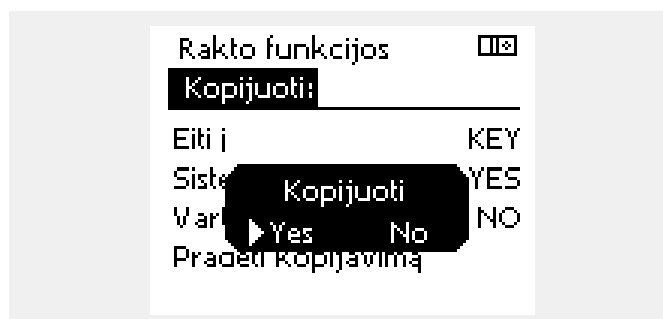 Rakto funkcijos
Kopijuoti:
Eiti į KEY
YES
NO
Kopijuoti
Yes No
Pradėti kopijavimą